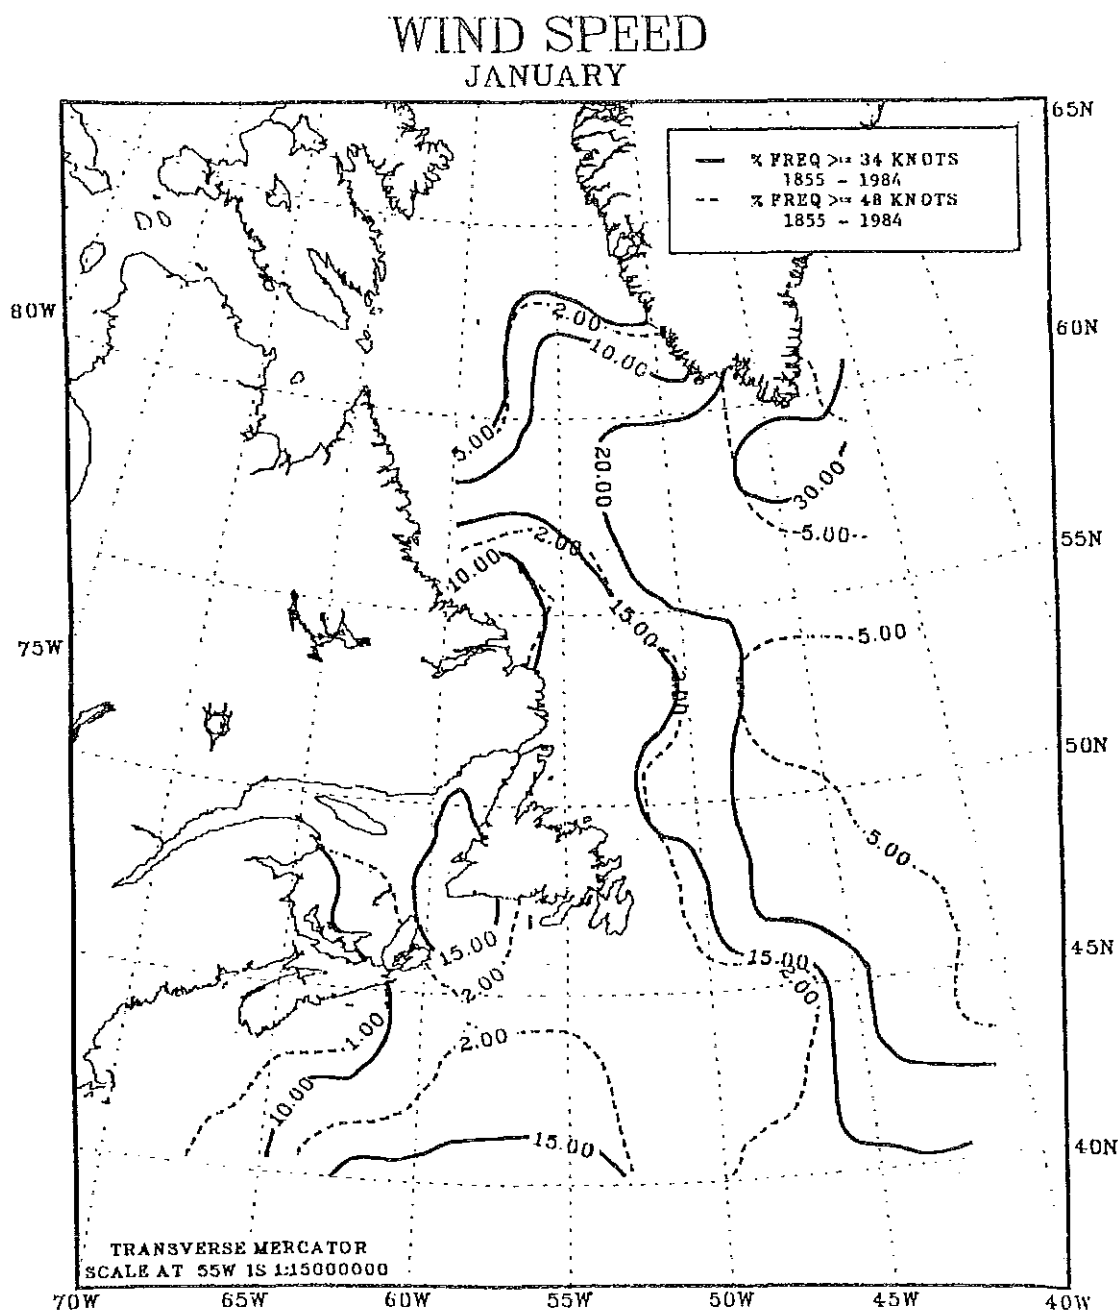 WIND SPEED
JANUARY
65N
% FREQ >= 34 KNOTS
1855 - 1984
% FREQ >= 48 KNOTS
1855 - 1984
80W
60N
2.00
10.00
5.00
20.00
30.00
5.00
55N
2.00
10.00
15.00
5.00
75W
2.00
50N
5.00
15.00
45N
15.00
2.00
2.00
1.00
2.00
10.00
15.00
40N
TRANSVERSE MERCATOR
SCALE AT 55W IS 1:15000000
70W 65W 60W 55W 50W 45W 40W